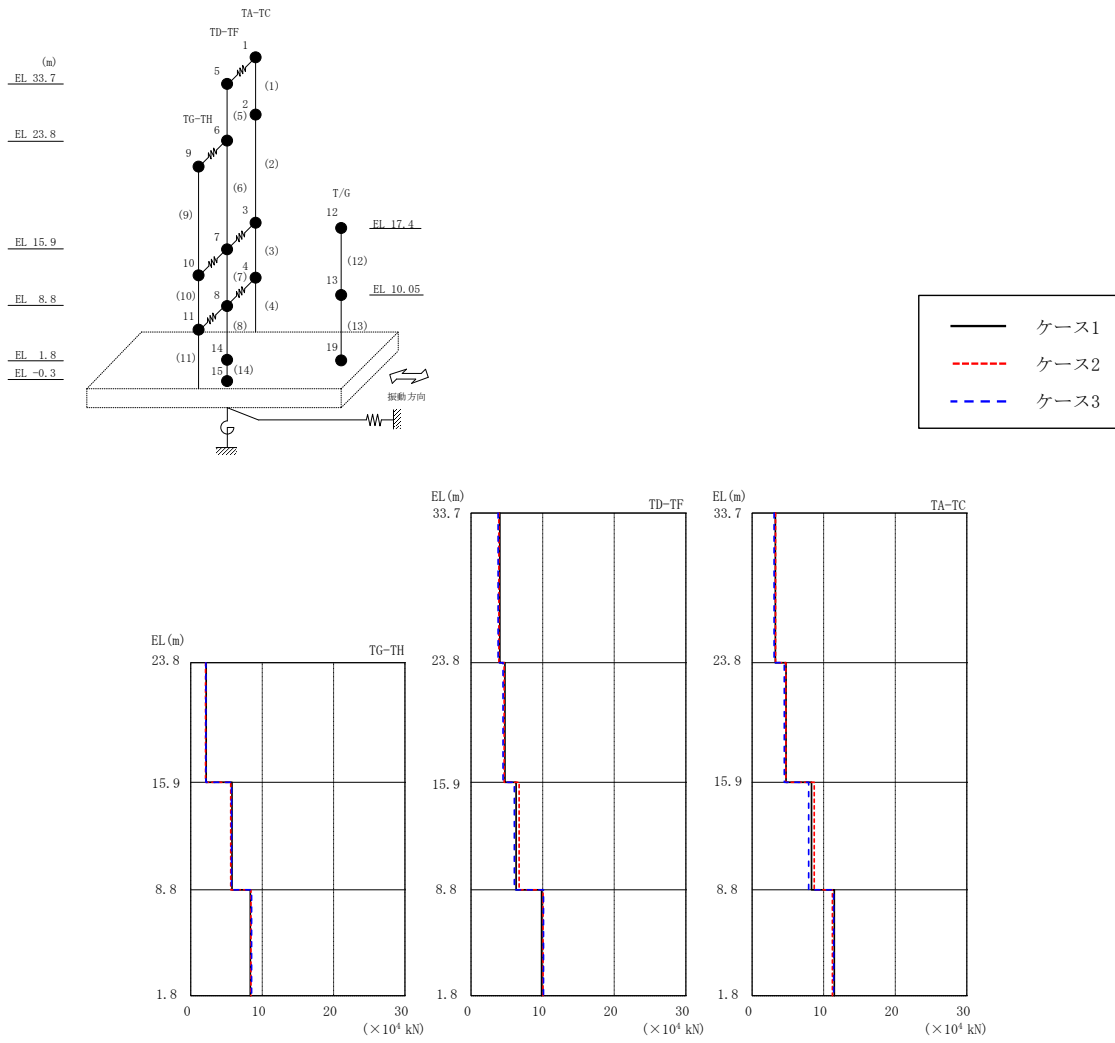 TA-TC
TD-TF
1
(m)
5
EL 33.7
(1)
2
(5)
TG-TH
6
EL 23.8
9
(2)
(6)
T/G
(9)
3
12
EL 17.4
7
EL 15.9
(3)
(12)
10
4
(7)
13
(10)
8
EL 10.05
EL 8.8
11
(4)
(8)
(13)
14
19
EL 1.8
(11)
15
(14)
EL -0.3
振動方向
ケース1
ケース2
ケース3
EL(m)
TD-TF
33.7
23.8
15.9
8.8
1.8
0 10 20 30
(×10⁴ kN)
EL(m)
TA-TC
33.7
23.8
15.9
8.8
1.8
0 10 20 30
(×10⁴ kN)
EL(m)
TG-TH
23.8
15.9
8.8
1.8
0 10 20 30
(×10⁴ kN)